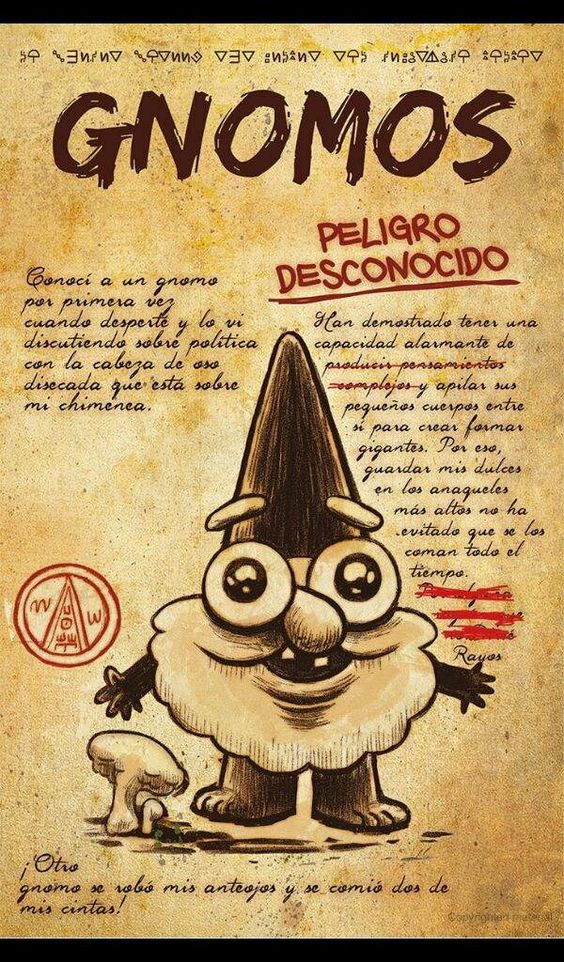 GNOMOS
PELIGRO
DESCONOCIDO
Conocí a un gnomo
por primera vez
cuando desperté y lo vi
discutiendo sobre política
con la cabeza de oso
disecada que está sobre
mi chimenea.
Han demostrado tener una
capacidad alarmante de
producir pensamientos
complejos y apilar sus
pequeños cuerpos entre
sí para crear formar
gigantes. Por eso,
guardar mis dulces
en los anaqueles
más altos no ha
evitado que se los
coman todo el
tiempo.
Rayos
¡Otro
gnomo se robó mis anteojos y se comió dos de
mis cintas!
Copyrighted material